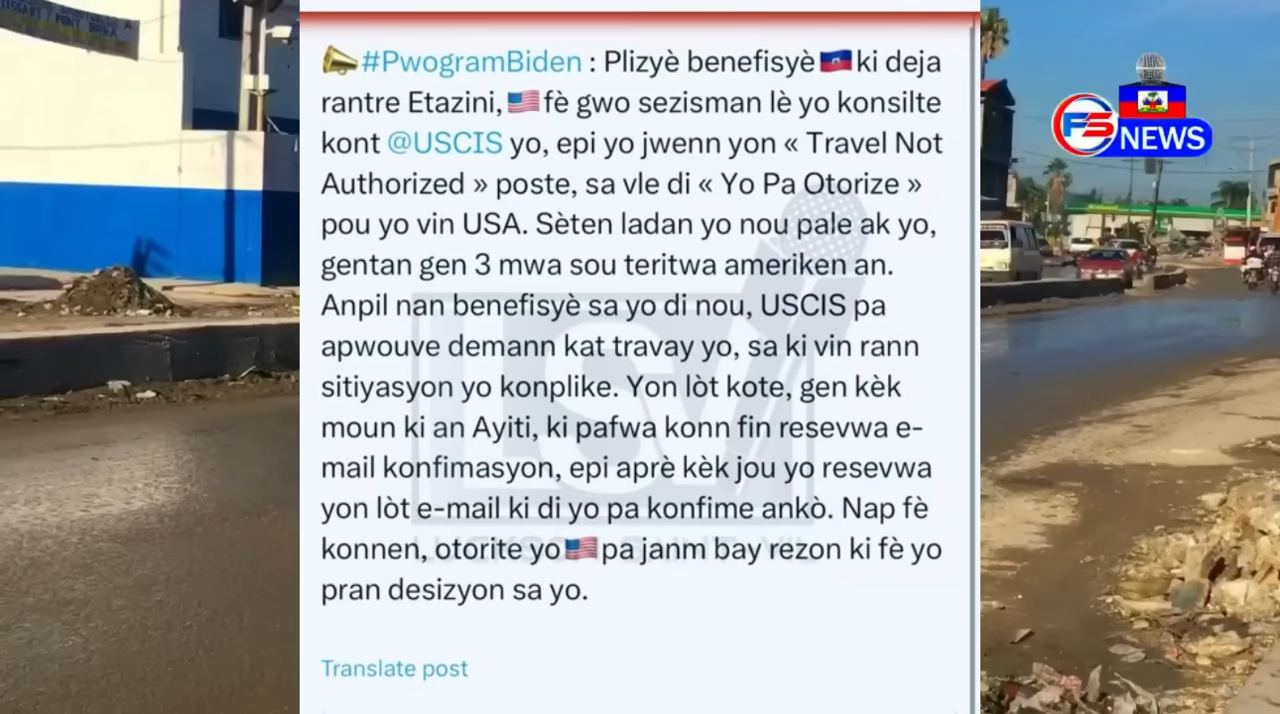 TISSART / PONT BREA
📣#PwogramBiden : Plizyè benefisyè🇭🇹ki deja
rantre Etazini,🇺🇸fè gwo sezisman lè yo konsilte
kont @USCIS yo, epi yo jwenn yon « Travel Not
Authorized » poste, sa vle di « Yo Pa Otorize »
pou yo vin USA. Sèten ladan yo nou pale ak yo,
gentan gen 3 mwa sou teritwa ameriken an.
Anpil nan benefisyè sa yo di nou, USCIS pa
apwouve demann kat travay yo, sa ki vin rann
sitiyasyon yo konplike. Yon lòt kote, gen kèk
moun ki an Ayiti, ki pafwa konn fin resevwa e-
mail konfimasyon, epi aprè kèk jou yo resevwa
yon lòt e-mail ki di yo pa konfime ankò. Nap fè
konnen, otorite yo🇺🇸pa janm bay rezon ki fè yo
pran desizyon sa yo.
Translate post
LSV
FS
NEWS